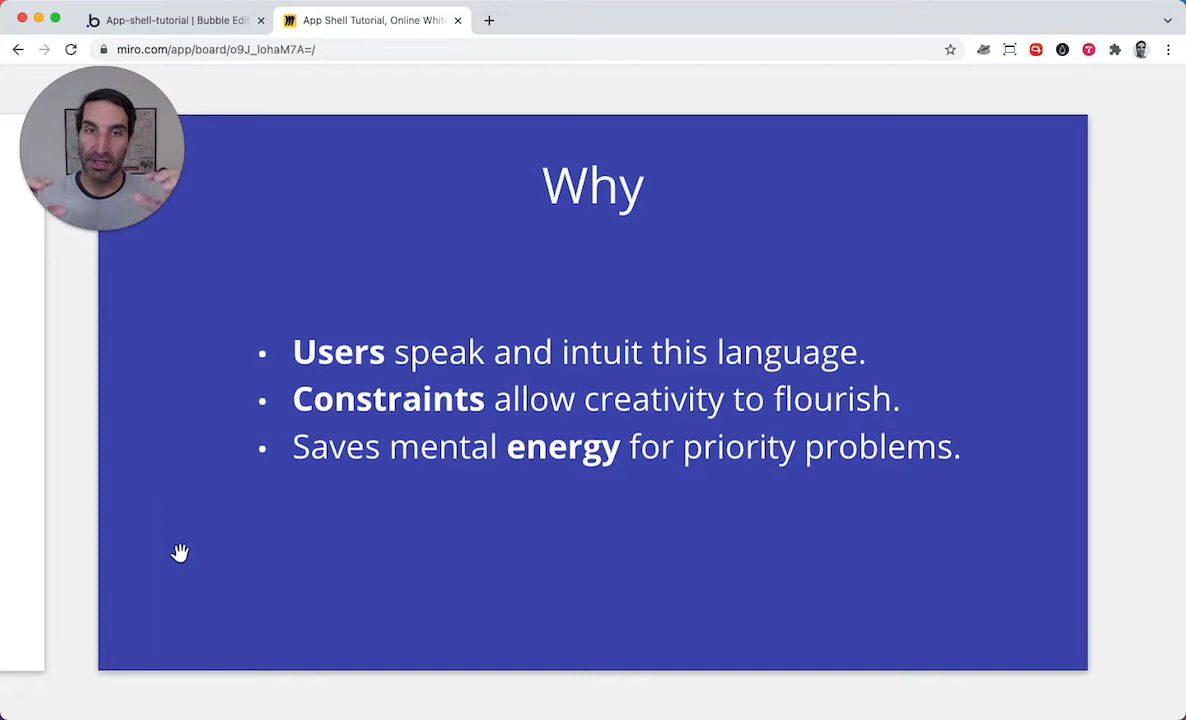 App-shell-tutorial | Bubble Edi
App Shell Tutorial, Online Whit
miro.com/app/board/o9J_lohaM7A=/
Why
• Users speak and intuit this language.
• Constraints allow creativity to flourish.
• Saves mental energy for priority problems.